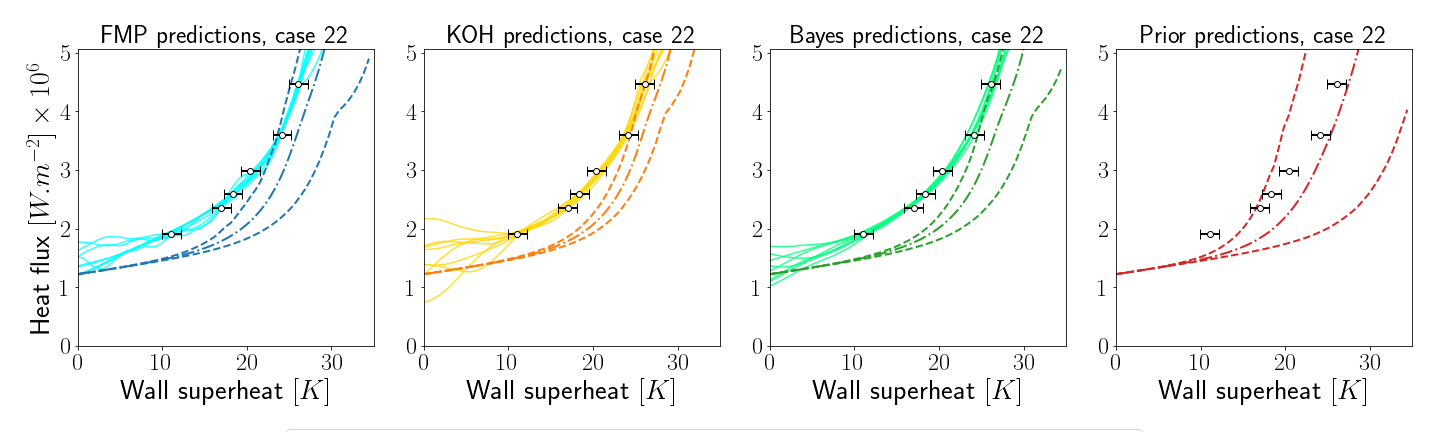 FMP predictions, case 22
KOH predictions, case 22
Bayes predictions, case 22
Prior predictions, case 22
Heat flux [W.m⁻²] × 10⁶
5
4
3
2
1
0
0 10 20 30
Wall superheat [K]
5
4
3
2
1
0
0 10 20 30
Wall superheat [K]
5
4
3
2
1
0
0 10 20 30
Wall superheat [K]
5
4
3
2
1
0
0 10 20 30
Wall superheat [K]